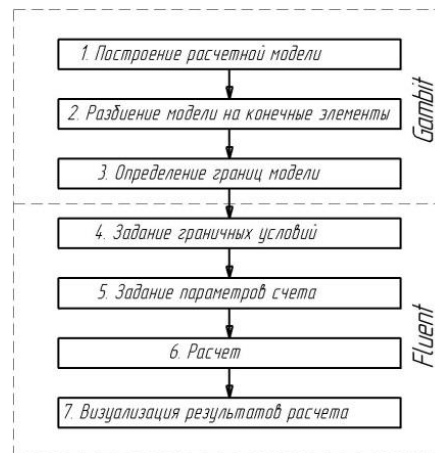 1. Построение расчетной модели
2. Разбиение модели на конечные элементы
3. Определение границ модели
Gambit
4. Задание граничных условий
5. Задание параметров счета
6. Расчет
7. Визуализация результатов расчета
Fluent